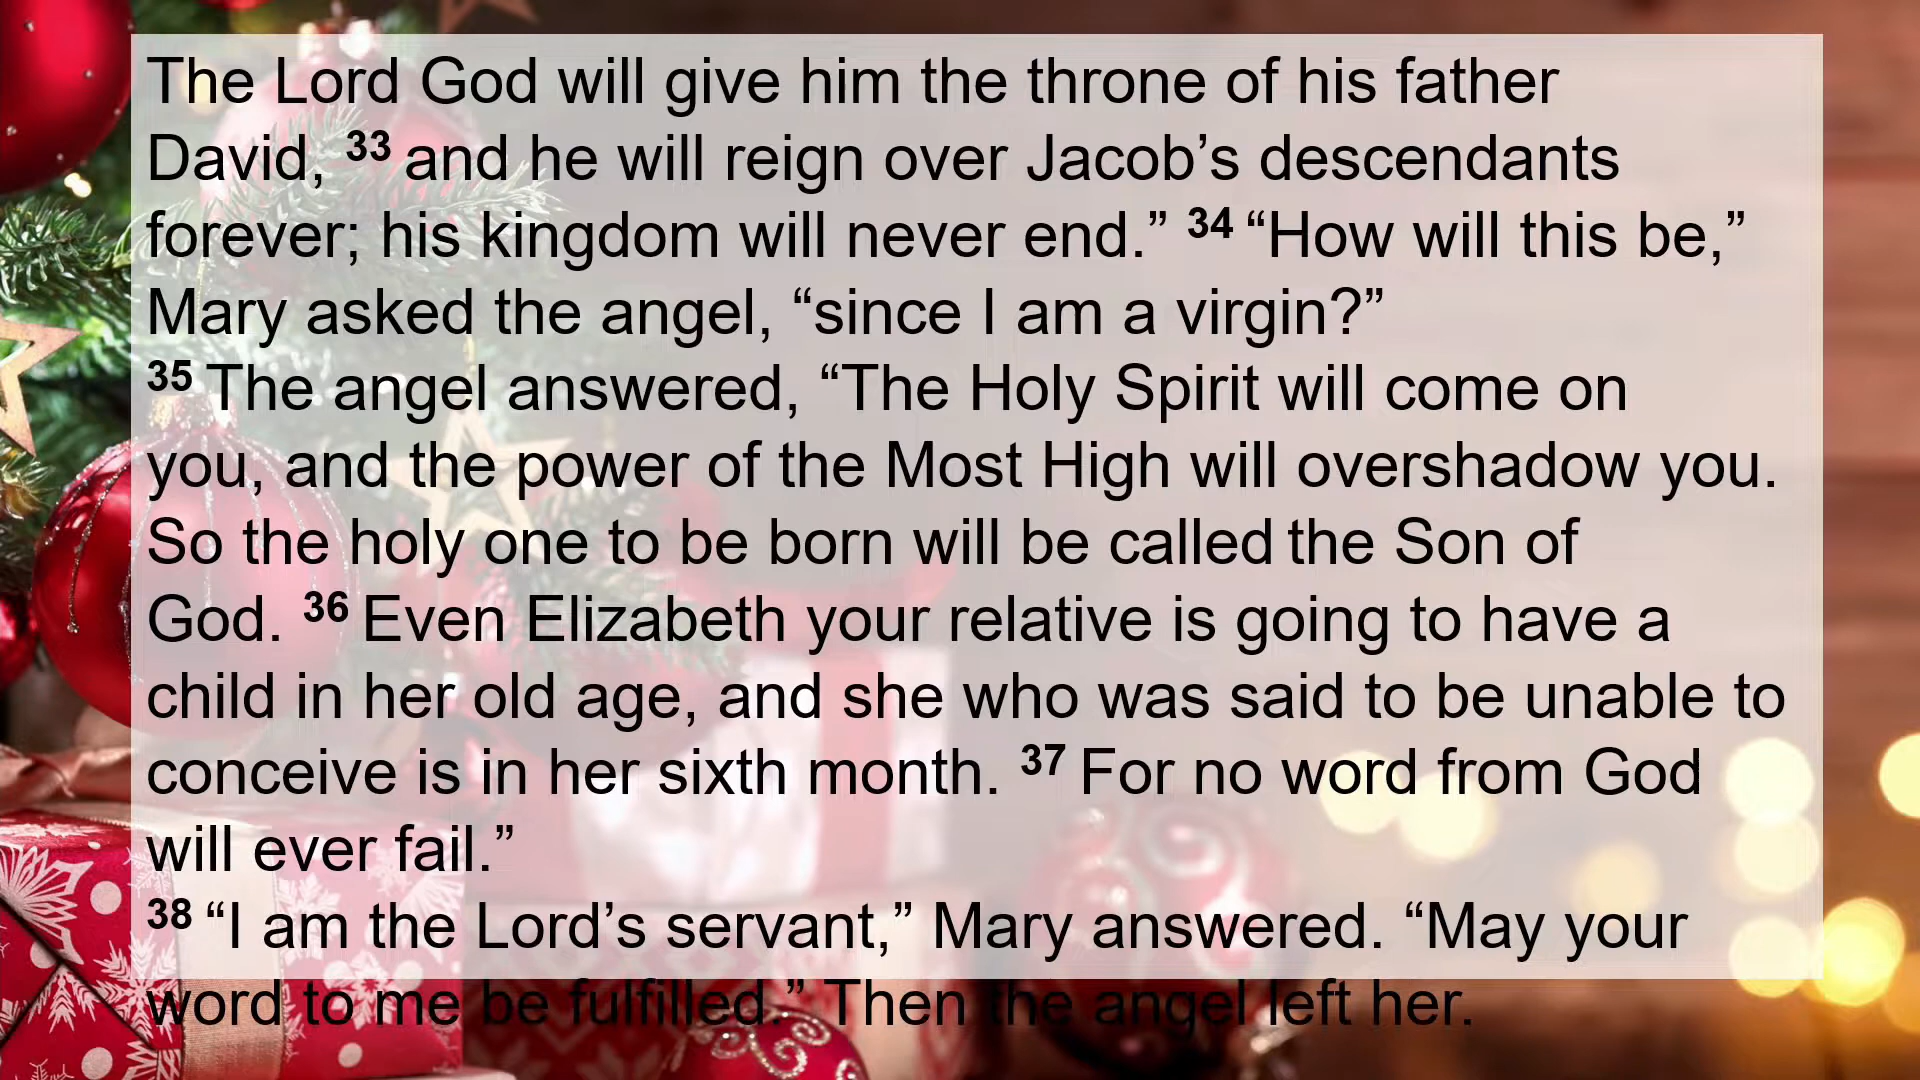 The Lord God will give him the throne of his father
David, 33 and he will reign over Jacob’s descendants
forever; his kingdom will never end.” 34 “How will this be,”
Mary asked the angel, “since I am a virgin?”
35 The angel answered, “The Holy Spirit will come on
you, and the power of the Most High will overshadow you.
So the holy one to be born will be called the Son of
God. 36 Even Elizabeth your relative is going to have a
child in her old age, and she who was said to be unable to
conceive is in her sixth month. 37 For no word from God
will ever fail.”
38 “I am the Lord’s servant,” Mary answered. “May your
word to me be fulfilled.” Then the angel left her.